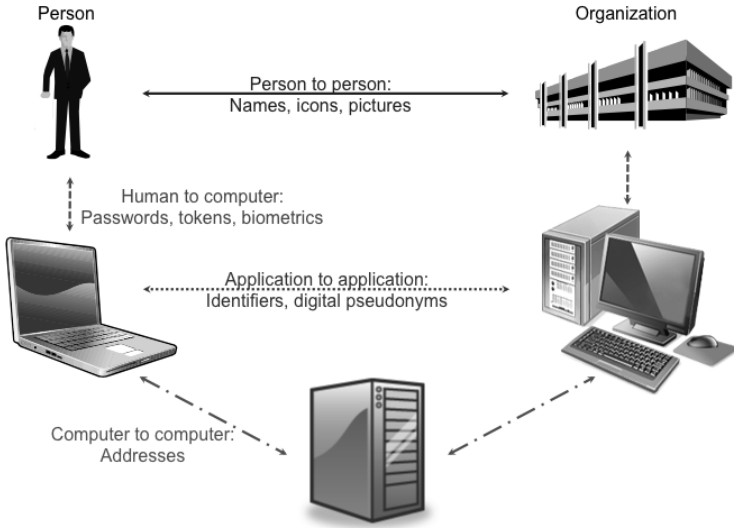 Person
Organization
Person to person:
Names, icons, pictures
Human to computer:
Passwords, tokens, biometrics
Application to application:
Identifiers, digital pseudonyms
Computer to computer:
Addresses